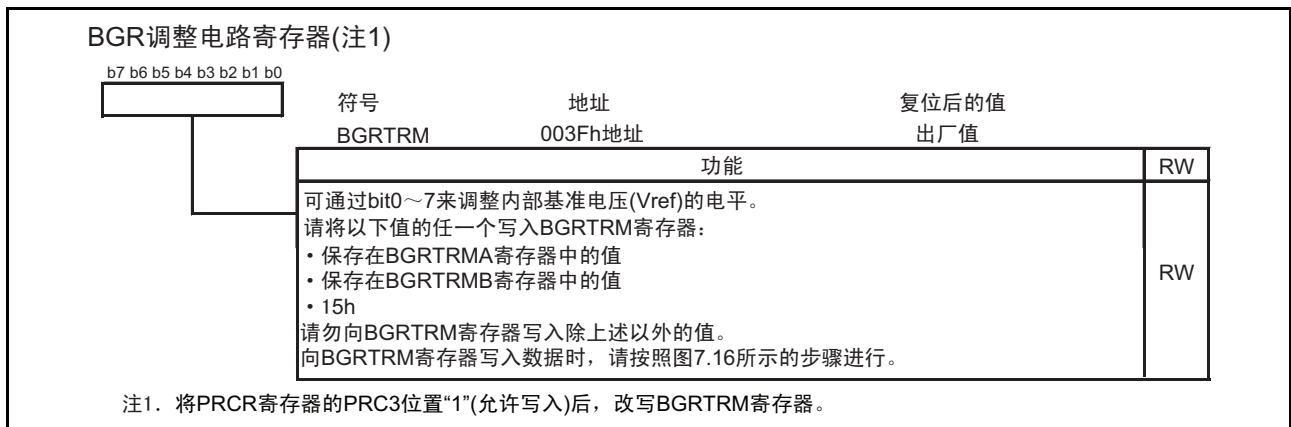 BGR调整电路寄存器(注1)
b7 b6 b5 b4 b3 b2 b1 b0
符号 地址 复位后的值
BGRTRM 003Fh地址 出厂值
功能 RW
可通过bit0～7来调整内部基准电压(Vref)的电平。
请将以下值的任一个写入BGRTRM寄存器：
・保存在BGRTRMA寄存器中的值
・保存在BGRTRMB寄存器中的值
・15h
请勿向BGRTRM寄存器写入除上述以外的值。
向BGRTRM寄存器写入数据时，请按照图7.16所示的步骤进行。
RW
注1．将PRCR寄存器的PRC3位置“1”(允许写入)后，改写BGRTRM寄存器。